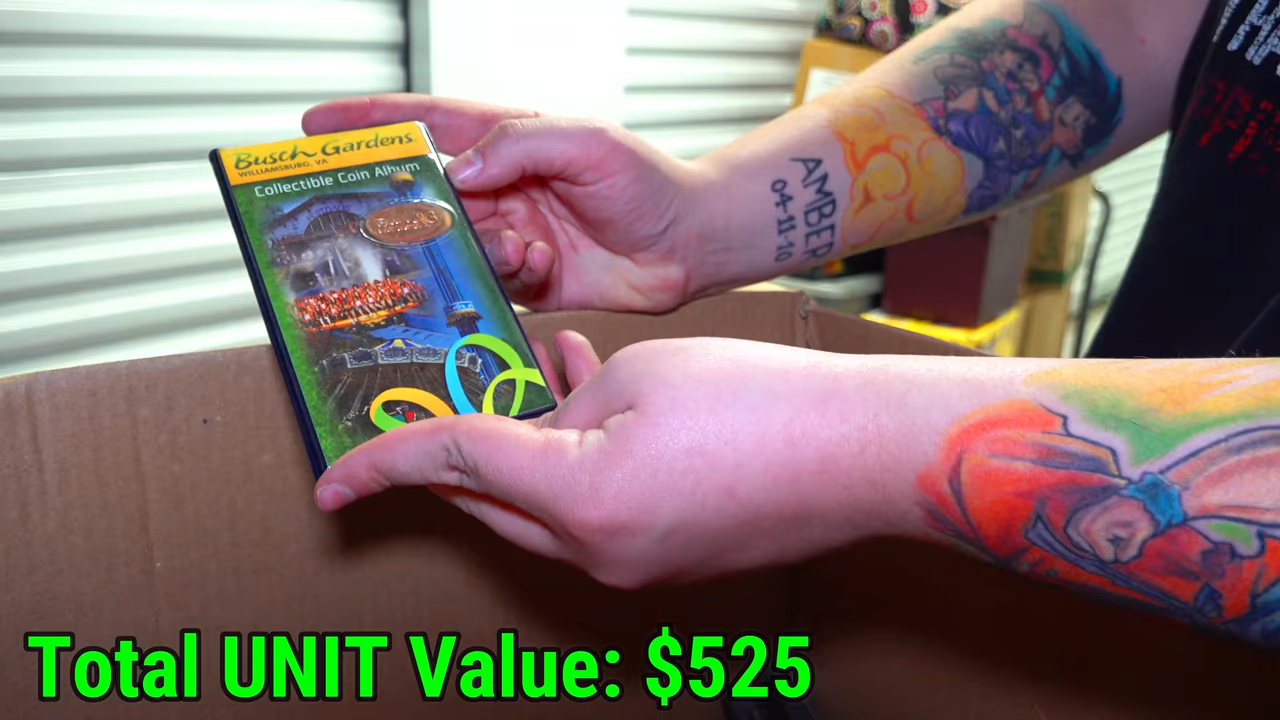 Busch Gardens
WILLIAMSBURG, VA
Collectible Coin Album
AMBER
04-11-10
Total UNIT Value: $525